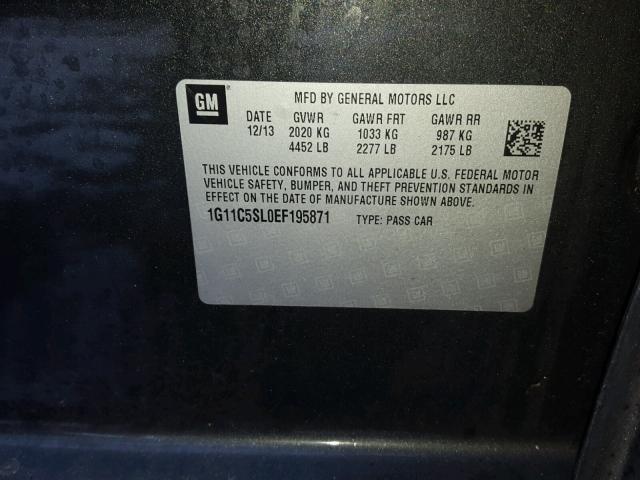 GM
MFD BY GENERAL MOTORS LLC
DATE GVWR GAWR FRT GAWR RR
12/13 2020 KG 1033 KG 987 KG
4452 LB 2277 LB 2175 LB
THIS VEHICLE CONFORMS TO ALL APPLICABLE U.S. FEDERAL MOTOR
VEHICLE SAFETY, BUMPER, AND THEFT PREVENTION STANDARDS IN
EFFECT ON THE DATE OF MANUFACTURE SHOWN ABOVE.
1G11C5SL0EF195871 TYPE: PASS CAR